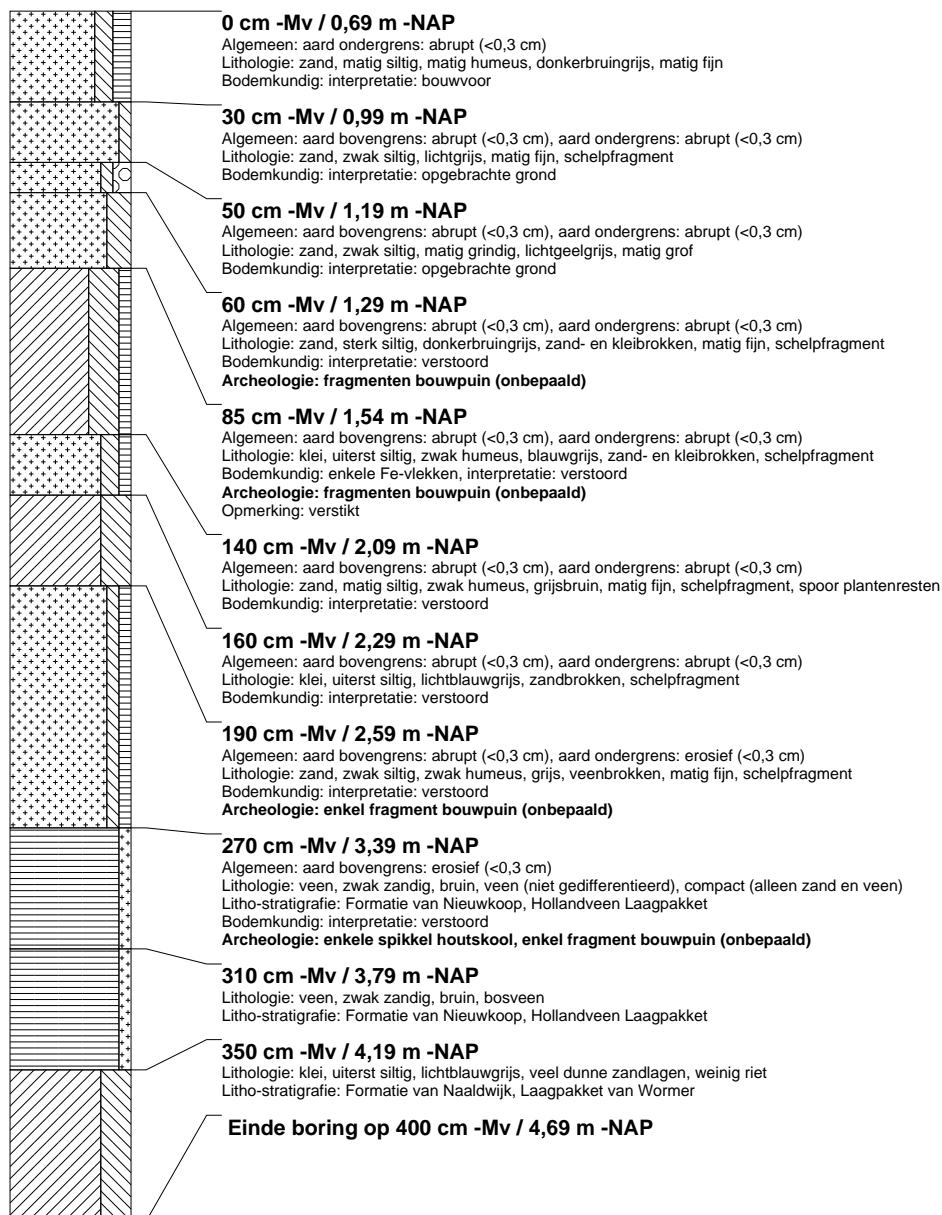 0 cm -Mv / 0,69 m -NAP
Algemeen: aard ondergrens: abrupt (<0,3 cm)
Lithologie: zand, matig siltig, matig humeus, donkerbruingrijs, matig fijn
Bodemkundig: interpretatie: bouwvoor
30 cm -Mv / 0,99 m -NAP
Algemeen: aard bovengrens: abrupt (<0,3 cm), aard ondergrens: abrupt (<0,3 cm)
Lithologie: zand, zwak siltig, lichtgrijs, matig fijn, schelpfragment
Bodemkundig: interpretatie: opgebrachte grond
50 cm -Mv / 1,19 m -NAP
Algemeen: aard bovengrens: abrupt (<0,3 cm), aard ondergrens: abrupt (<0,3 cm)
Lithologie: zand, zwak siltig, matig grindig, lichtgeelgrijs, matig grof
Bodemkundig: interpretatie: opgebrachte grond
60 cm -Mv / 1,29 m -NAP
Algemeen: aard bovengrens: abrupt (<0,3 cm), aard ondergrens: abrupt (<0,3 cm)
Lithologie: zand, sterk siltig, donkerbruingrijs, zand- en kleibrokken, matig fijn, schelpfragment
Bodemkundig: interpretatie: verstoord
Archeologie: fragmenten bouwpuin (onbepaald)
85 cm -Mv / 1,54 m -NAP
Algemeen: aard bovengrens: abrupt (<0,3 cm), aard ondergrens: abrupt (<0,3 cm)
Lithologie: klei, uiterst siltig, zwak humeus, blauwgrijs, zand- en kleibrokken, schelpfragment
Bodemkundig: enkele Fe-vlekken, interpretatie: verstoord
Archeologie: fragmenten bouwpuin (onbepaald)
Opmerking: verstikt
140 cm -Mv / 2,09 m -NAP
Algemeen: aard bovengrens: abrupt (<0,3 cm), aard ondergrens: abrupt (<0,3 cm)
Lithologie: zand, matig siltig, zwak humeus, grijsbruin, matig fijn, schelpfragment, spoor plantenresten
Bodemkundig: interpretatie: verstoord
160 cm -Mv / 2,29 m -NAP
Algemeen: aard bovengrens: abrupt (<0,3 cm), aard ondergrens: abrupt (<0,3 cm)
Lithologie: klei, uiterst siltig, lichtblauwgrijs, zandbrokken, schelpfragment
Bodemkundig: interpretatie: verstoord
190 cm -Mv / 2,59 m -NAP
Algemeen: aard bovengrens: abrupt (<0,3 cm), aard ondergrens: erosief (<0,3 cm)
Lithologie: zand, zwak siltig, zwak humeus, grijs, veenbrokken, matig fijn, schelpfragment
Bodemkundig: interpretatie: verstoord
Archeologie: enkel fragment bouwpuin (onbepaald)
270 cm -Mv / 3,39 m -NAP
Algemeen: aard bovengrens: erosief (<0,3 cm)
Lithologie: veen, zwak zandig, bruin, veen (niet gedifferentieerd), compact (alleen zand en veen)
Litho-stratigrafie: Formatie van Nieuwkoop, Hollandveen Laagpakket
Bodemkundig: interpretatie: verstoord
Archeologie: enkele spikkel houtskool, enkel fragment bouwpuin (onbepaald)
310 cm -Mv / 3,79 m -NAP
Lithologie: veen, zwak zandig, bruin, bosveen
Litho-stratigrafie: Formatie van Nieuwkoop, Hollandveen Laagpakket
350 cm -Mv / 4,19 m -NAP
Lithologie: klei, uiterst siltig, lichtblauwgrijs, veel dunne zandlagen, weinig riet
Litho-stratigrafie: Formatie van Naaldwijk, Laagpakket van Wormer
Einde boring op 400 cm -Mv / 4,69 m -NAP